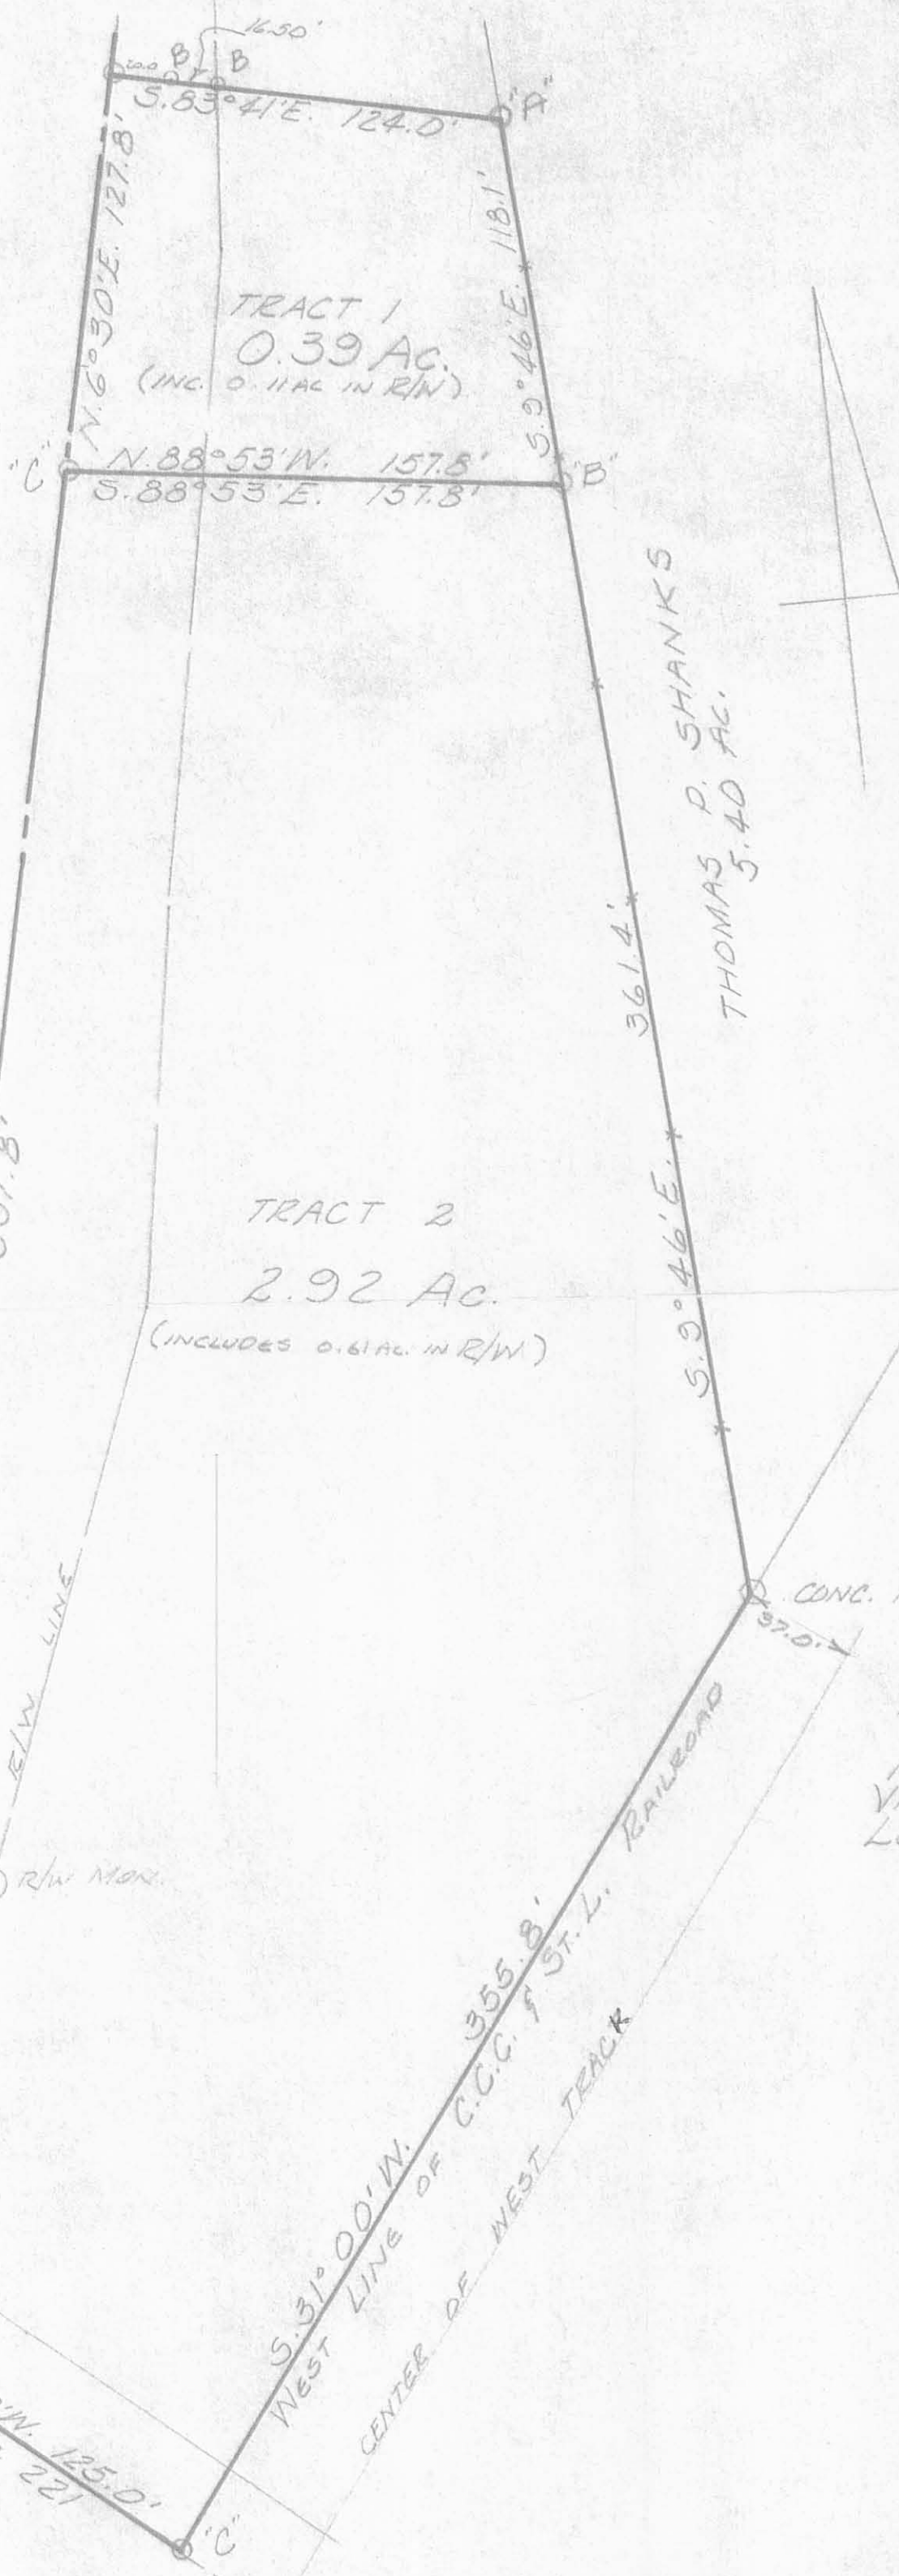 16.50'
B B
S. 83° 41' E. 124.0'
"A"
N. 6° 30' E. 127.8'
S. 9° 46' E. 118.1'
TRACT 1
0.39 AC.
(INC. 0.11 AC IN R/W)
"C"
N. 88° 53' W. 157.8'
S. 88° 53' E. 157.8'
"B"
THOMAS D. SHANKS
5.40 AC.
S. 9° 46' E. 361.4'
TRACT 2
2.92 AC.
(INCLUDES 0.61 AC. IN R/W)
CONC.
37.0'
R/W LINE
R/W MON.
S. 31° 00' W. 355.8'
WEST LINE OF C.C.C. & ST. L. RAILROAD
CENTER OF WEST TRACK
W. 125.0'
221
"C"